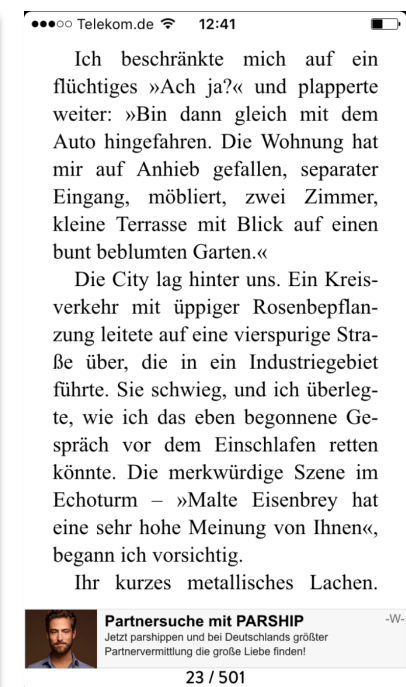 Telekom.de 12:41
Ich beschränkte mich auf ein
flüchtiges »Ach ja?« und plapperte
weiter: »Bin dann gleich mit dem
Auto hingefahren. Die Wohnung hat
mir auf Anhieb gefallen, separater
Eingang, möbliert, zwei Zimmer,
kleine Terrasse mit Blick auf einen
bunt beblumten Garten.«
Die City lag hinter uns. Ein Kreis-
verkehr mit üppiger Rosenbepflan-
zung leitete auf eine vierspurige Stra-
ße über, die in ein Industriegebiet
führte. Sie schwieg, und ich überleg-
te, wie ich das eben begonnene Ge-
spräch vor dem Einschlafen retten
könnte. Die merkwürdige Szene im
Echoturm – »Malte Eisenbrey hat
eine sehr hohe Meinung von Ihnen«,
begann ich vorsichtig.
Ihr kurzes metallisches Lachen.
Partnersuche mit PARSHIP -W-
Jetzt parshippen und bei Deutschlands größter
Partnervermittlung die große Liebe finden!
23 / 501